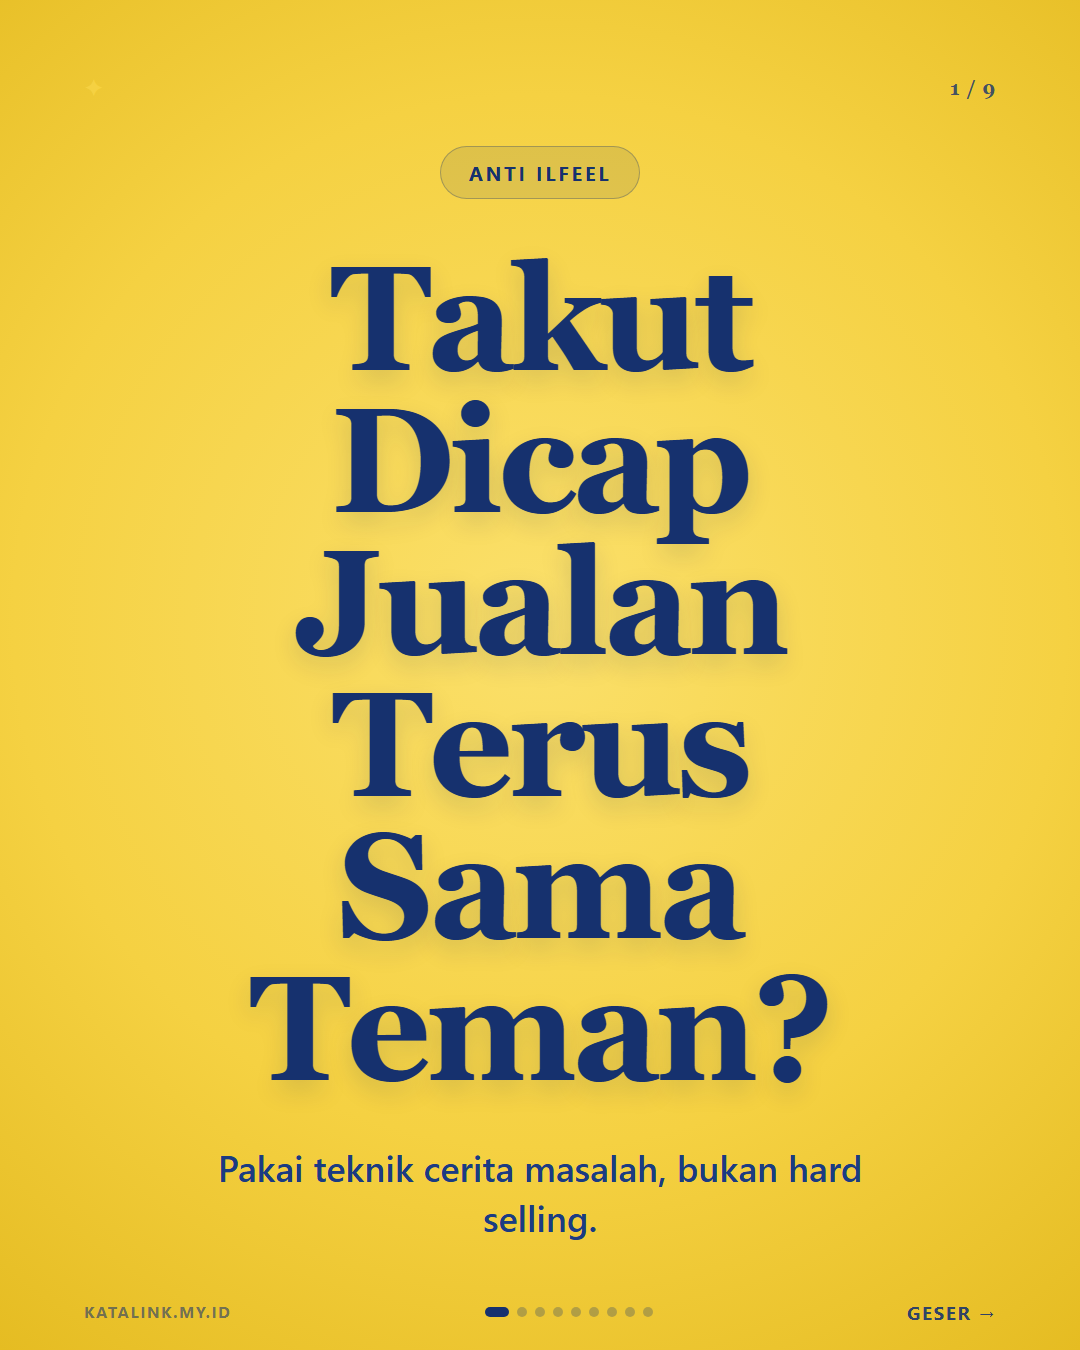 1 / 9
ANTI ILFEEL
Takut
Dicap
Jualan
Terus
Sama
Teman?
Pakai teknik cerita masalah, bukan hard
selling.
KATALINK.MY.ID
GESER →